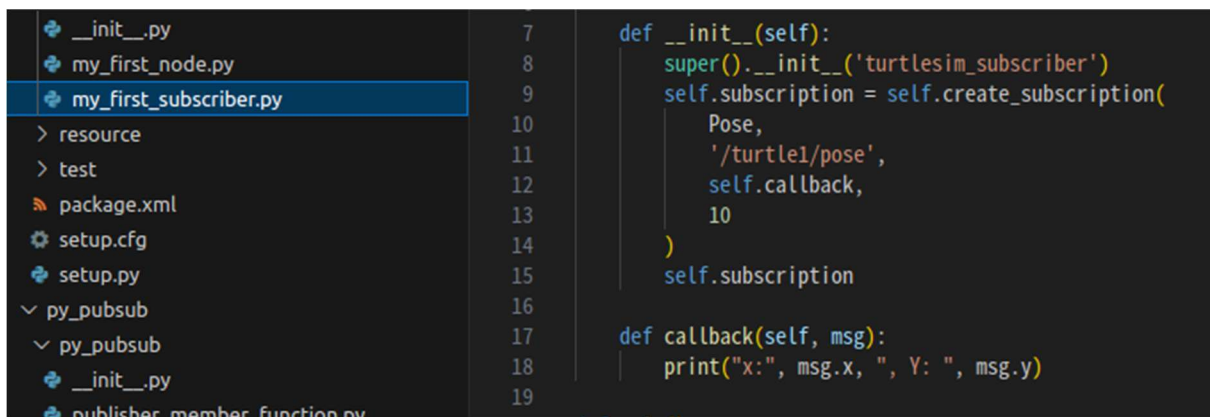 __init__.py
my_first_node.py
my_first_subscriber.py
> resource
> test
package.xml
setup.cfg
setup.py
py_pubsub
py_pubsub
__init__.py
publisher_member_function.py
7 def __init__(self):
8 super().__init__('turtlesim_subscriber')
9 self.subscription = self.create_subscription(
10 Pose,
11 '/turtle1/pose',
12 self.callback,
13 10
14 )
15 self.subscription
16
17 def callback(self, msg):
18 print("x:", msg.x, ", Y: ", msg.y)
19